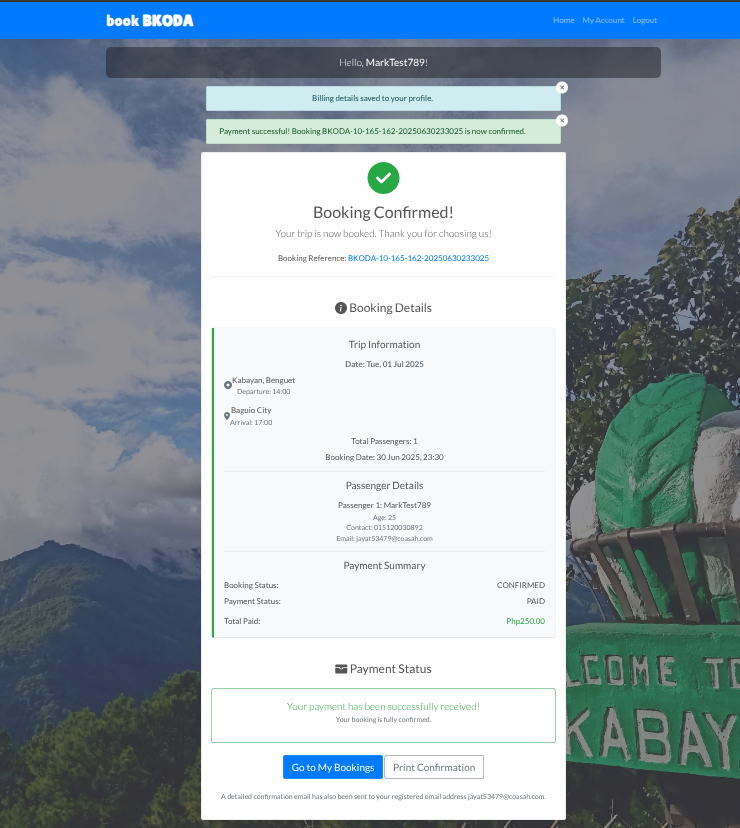 book BKODA
Home My Account Logout
Hello, MarkTest789!
Billing details saved to your profile.
Payment successful! Booking BKODA-10-165-162-20250630233025 is now confirmed.
Booking Confirmed!
Your trip is now booked. Thank you for choosing us!
Booking Reference: BKODA-10-165-162-20250630233025
Booking Details
Trip Information
Date: Tue, 01 Jul 2025
Kabayan, Benguet
Departure: 14:00
Baguio City
Arrival: 17:00
Total Passengers: 1
Booking Date: 30 Jun 2025, 23:30
Passenger Details
Passenger 1: MarkTest789
Age: 25
Contact: 015120030892
Email: jayat53479@coasah.com
Payment Summary
Booking Status: CONFIRMED
Payment Status: PAID
Total Paid: Php250.00
Payment Status
Your payment has been successfully received!
Your booking is fully confirmed.
Go to My Bookings Print Confirmation
A detailed confirmation email has also been sent to your registered email address jayat53479@coasah.com.
LCOME TO
KABAY